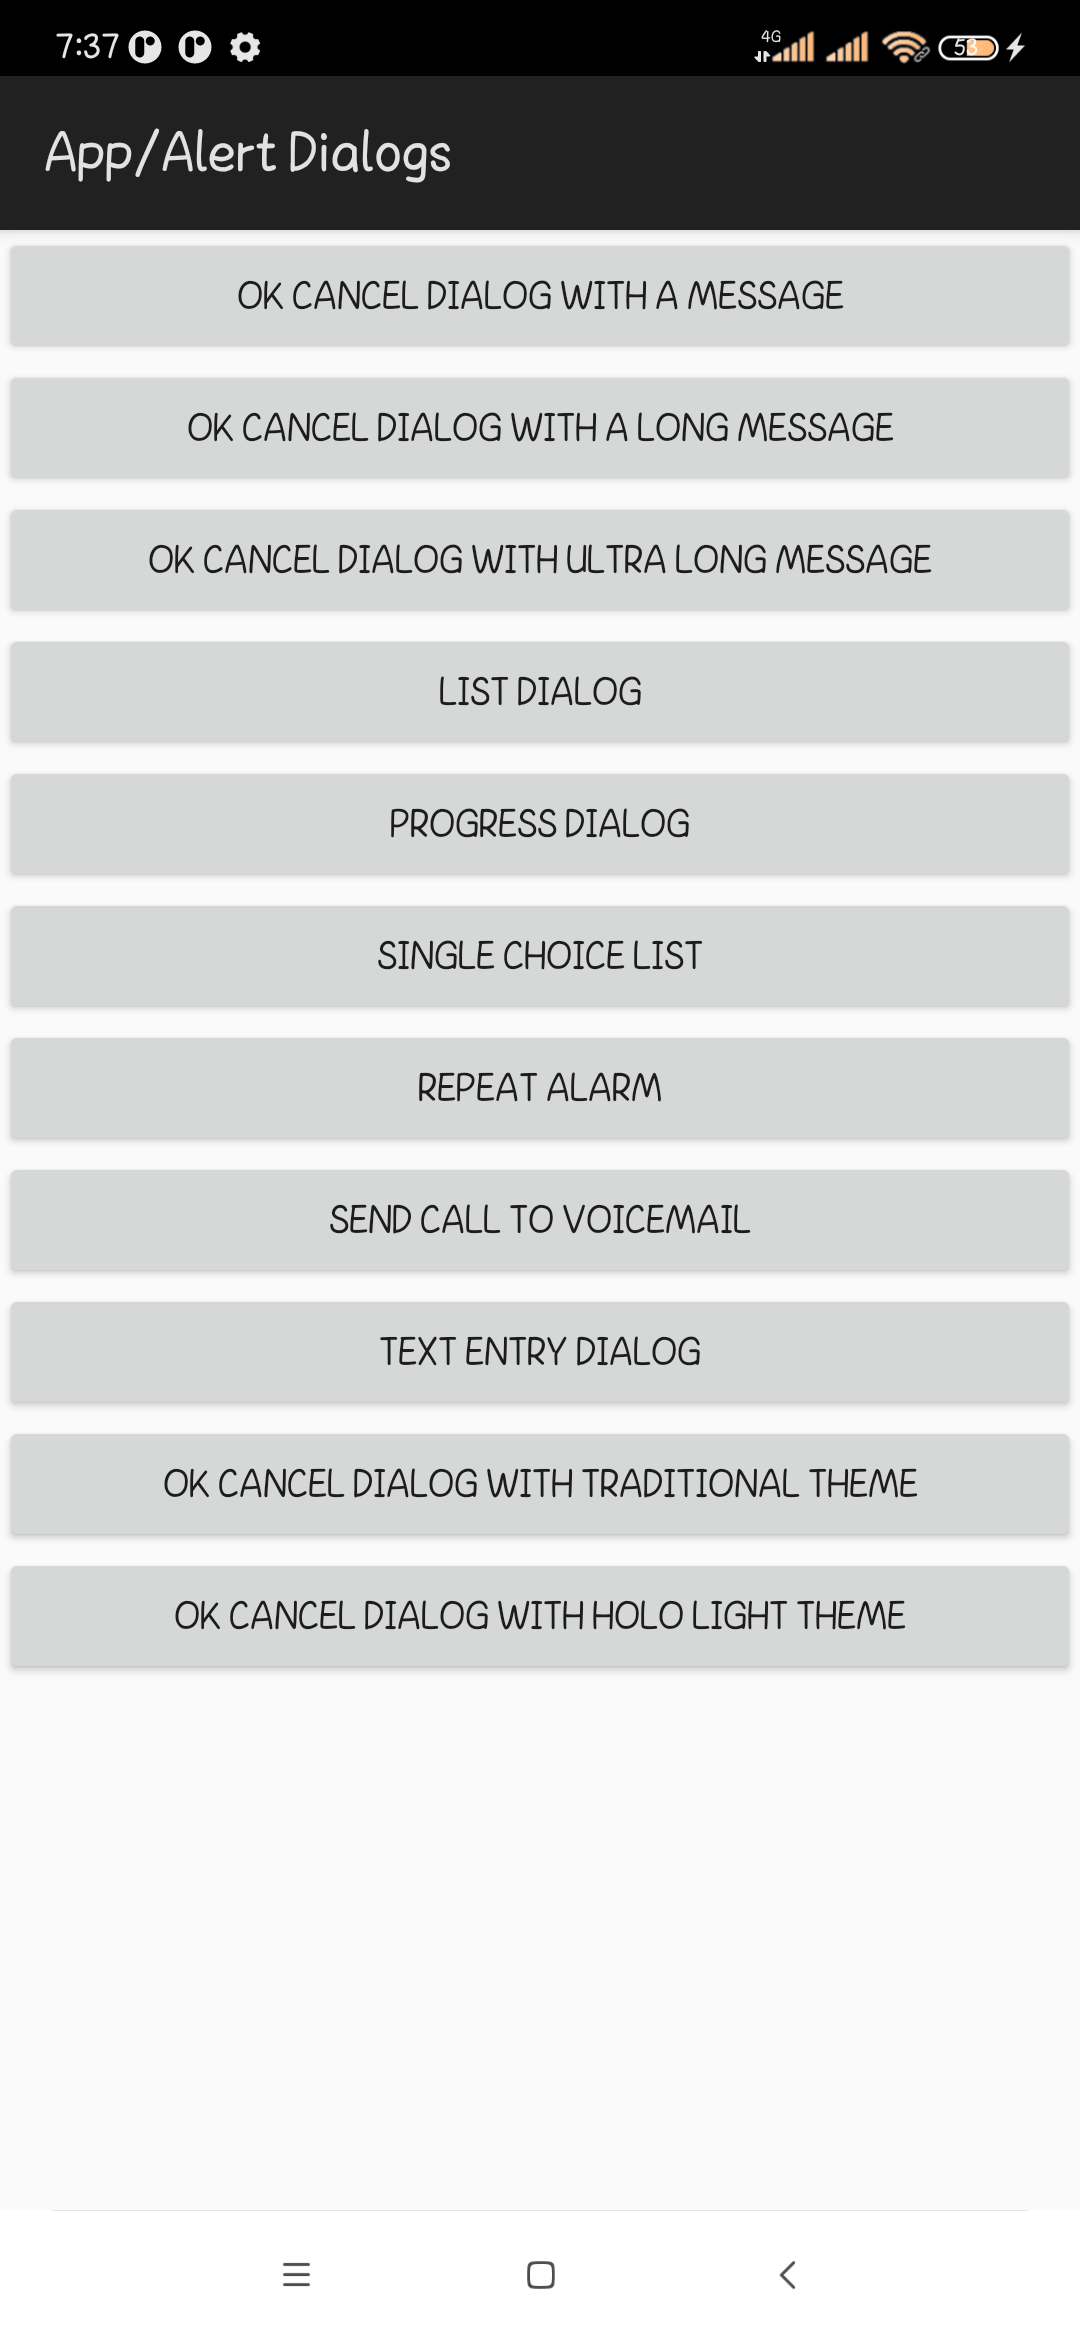 7:37
4G
53
App/Alert Dialogs
OK CANCEL DIALOG WITH A MESSAGE
OK CANCEL DIALOG WITH A LONG MESSAGE
OK CANCEL DIALOG WITH ULTRA LONG MESSAGE
LIST DIALOG
PROGRESS DIALOG
SINGLE CHOICE LIST
REPEAT ALARM
SEND CALL TO VOICEMAIL
TEXT ENTRY DIALOG
OK CANCEL DIALOG WITH TRADITIONAL THEME
OK CANCEL DIALOG WITH HOLO LIGHT THEME